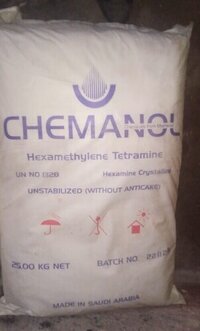 CHEMANOL
Hexamethylene Tetramine
UN NO 1328 Hexamine Crystalline
UNSTABILIZED (WITHOUT ANTICAKE)
25.00 KG NET BATCH NO.
MADE IN SAUDI ARABIA